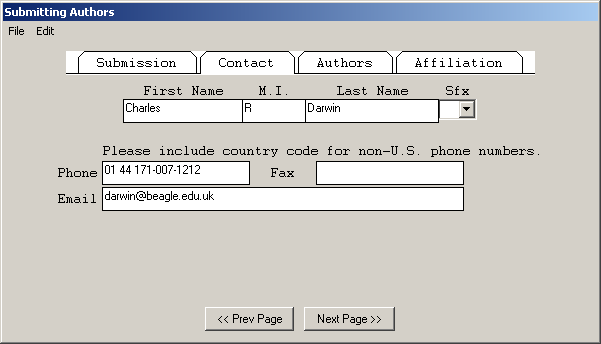 Submitting Authors
File Edit
Submission Contact Authors Affiliation
First Name M.I. Last Name Sfx
Charles R Darwin
Please include country code for non-U.S. phone numbers.
Phone 01 44 171-007-1212 Fax
Email darwin@beagle.edu.uk
<< Prev Page Next Page >>